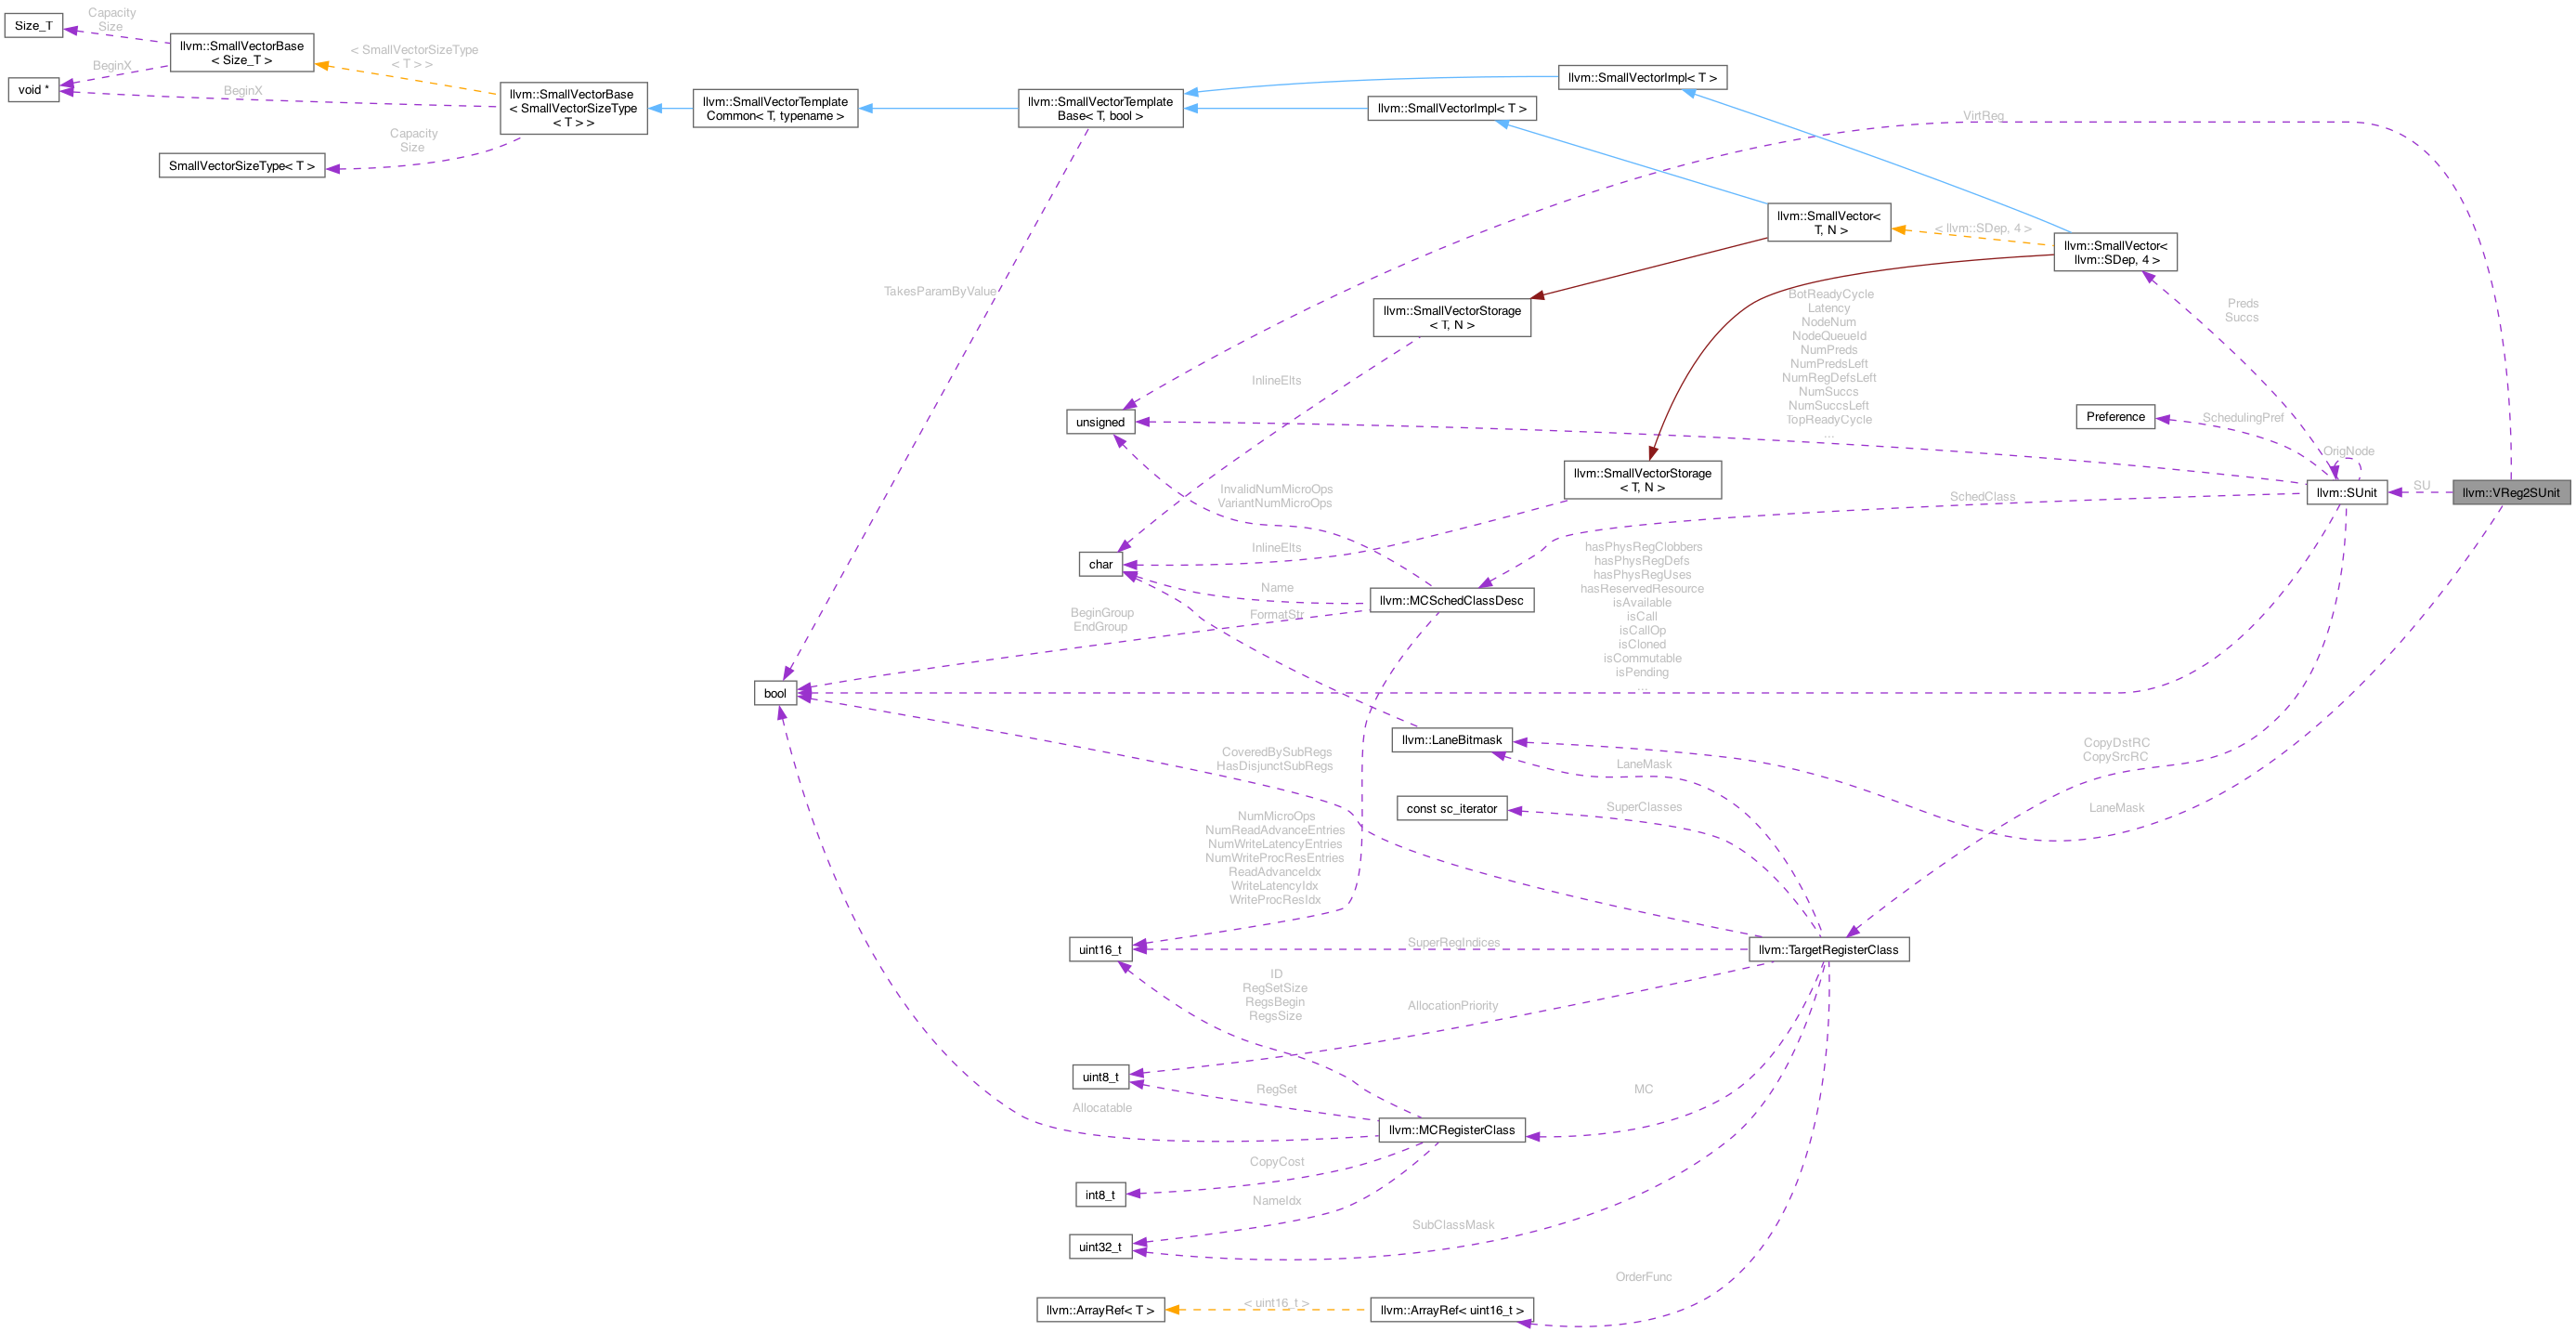 Size_T
Capacity
Size
llvm::SmallVectorBase
< Size_T >
< SmallVectorSizeType
< T > >
BeginX
void *
BeginX
llvm::SmallVectorBase
< SmallVectorSizeType
< T > >
Capacity
Size
SmallVectorSizeType< T >
llvm::SmallVectorTemplate
Common< T, typename >
llvm::SmallVectorTemplate
Base< T, bool >
llvm::SmallVectorImpl< T >
llvm::SmallVectorImpl< T >
VirtReg
llvm::SmallVector<
T, N >
< llvm::SDep, 4 >
llvm::SmallVector<
llvm::SDep, 4 >
TakesParamByValue
llvm::SmallVectorStorage
< T, N >
BotReadyCycle
Latency
NodeNum
NodeQueueId
NumPreds
NumPredsLeft
NumRegDefsLeft
NumSuccs
NumSuccsLeft
TopReadyCycle
...
Preds
Succs
InlineElts
unsigned
Preference
SchedulingPref
OrigNode
llvm::SmallVectorStorage
< T, N >
InvalidNumMicroOps
VariantNumMicroOps
SchedClass
llvm::SUnit
SU
llvm::VReg2SUnit
char
InlineElts
Name
FormatStr
llvm::MCSchedClassDesc
BeginGroup
EndGroup
hasPhysRegClobbers
hasPhysRegDefs
hasPhysRegUses
hasReservedResource
isAvailable
isCall
isCallOp
isCloned
isCommutable
isPending
...
bool
llvm::LaneBitmask
CoveredBySubRegs
HasDisjunctSubRegs
LaneMask
CopyDstRC
CopySrcRC
const sc_iterator
SuperClasses
LaneMask
NumMicroOps
NumReadAdvanceEntries
NumWriteLatencyEntries
NumWriteProcResEntries
ReadAdvanceIdx
WriteLatencyIdx
WriteProcResIdx
uint16_t
SuperRegIndices
llvm::TargetRegisterClass
ID
RegSetSize
RegsBegin
RegsSize
AllocationPriority
uint8_t
RegSet
MC
Allocatable
llvm::MCRegisterClass
CopyCost
int8_t
NameIdx
SubClassMask
uint32_t
OrderFunc
llvm::ArrayRef< T >
< uint16_t >
llvm::ArrayRef< uint16_t >